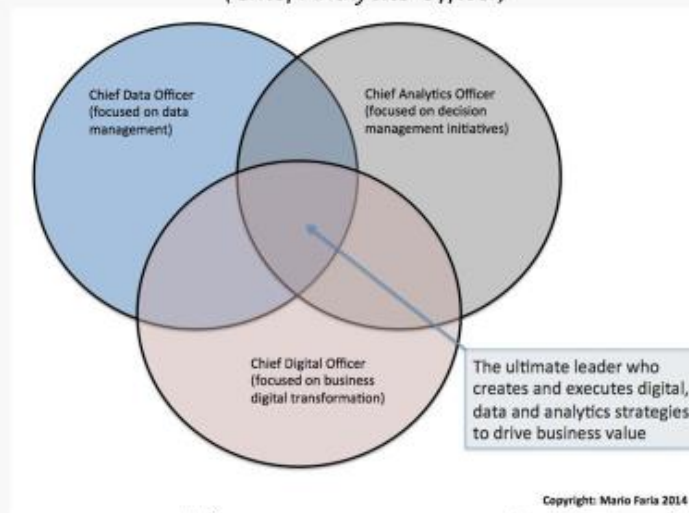 Chief Data Officer
(focused on data
management)
Chief Analytics Officer
(focused on decision
management initiatives)
Chief Digital Officer
(focused on business
digital transformation)
The ultimate leader who
creates and executes digital,
data and analytics strategies
to drive business value
Copyright: Mario Faria 2014